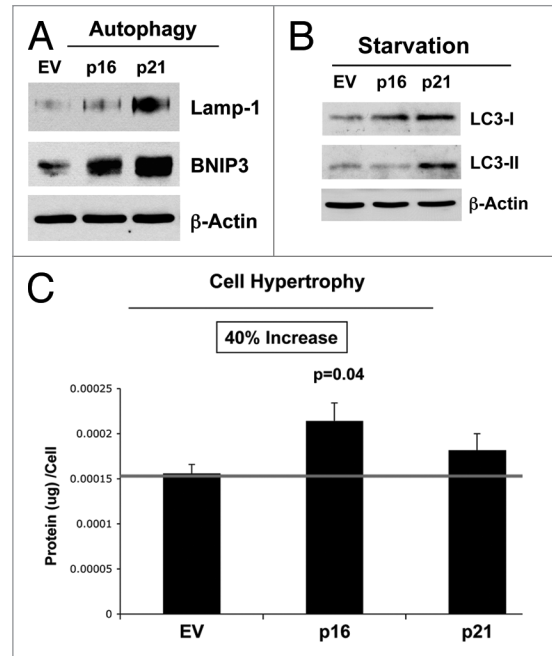 A
Autophagy
EV p16 p21
Lamp-1
BNIP3
β-Actin
B
Starvation
EV p16 p21
LC3-I
LC3-II
β-Actin
C
Cell Hypertrophy
40% Increase
p=0.04
0.00025
0.0002
0.00015
0.0001
0.00005
0
Protein (ug) /Cell
EV p16 p21